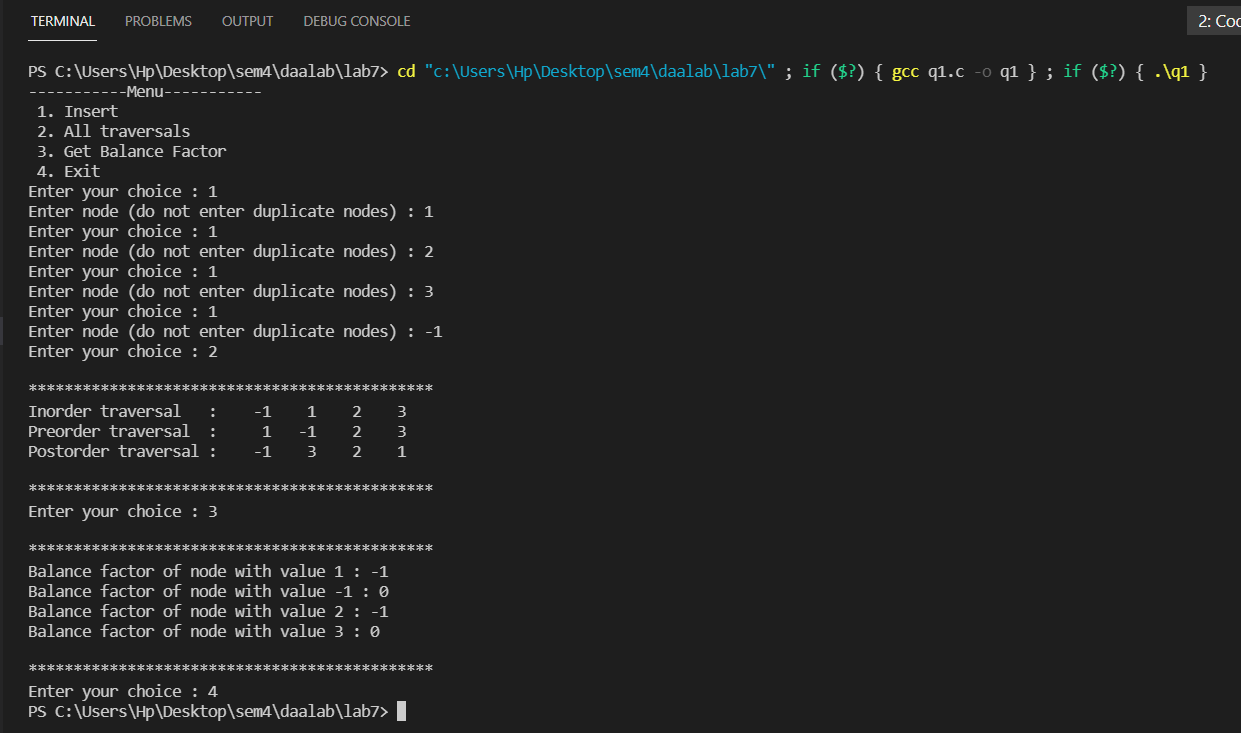 TERMINAL PROBLEMS OUTPUT DEBUG CONSOLE 2: Co
PS C:\Users\Hp\Desktop\sem4\daalab\lab7> cd "c:\Users\Hp\Desktop\sem4\daalab\lab7\" ; if ($?) { gcc q1.c -o q1 } ; if ($?) { .\q1 }
-----------Menu-----------
1. Insert
2. All traversals
3. Get Balance Factor
4. Exit
Enter your choice : 1
Enter node (do not enter duplicate nodes) : 1
Enter your choice : 1
Enter node (do not enter duplicate nodes) : 2
Enter your choice : 1
Enter node (do not enter duplicate nodes) : 3
Enter your choice : 1
Enter node (do not enter duplicate nodes) : -1
Enter your choice : 2
*********************************************
Inorder traversal   :    -1    1    2    3
Preorder traversal  :     1   -1    2    3
Postorder traversal :    -1    3    2    1
*********************************************
Enter your choice : 3
*********************************************
Balance factor of node with value 1 : -1
Balance factor of node with value -1 : 0
Balance factor of node with value 2 : -1
Balance factor of node with value 3 : 0
*********************************************
Enter your choice : 4
PS C:\Users\Hp\Desktop\sem4\daalab\lab7>